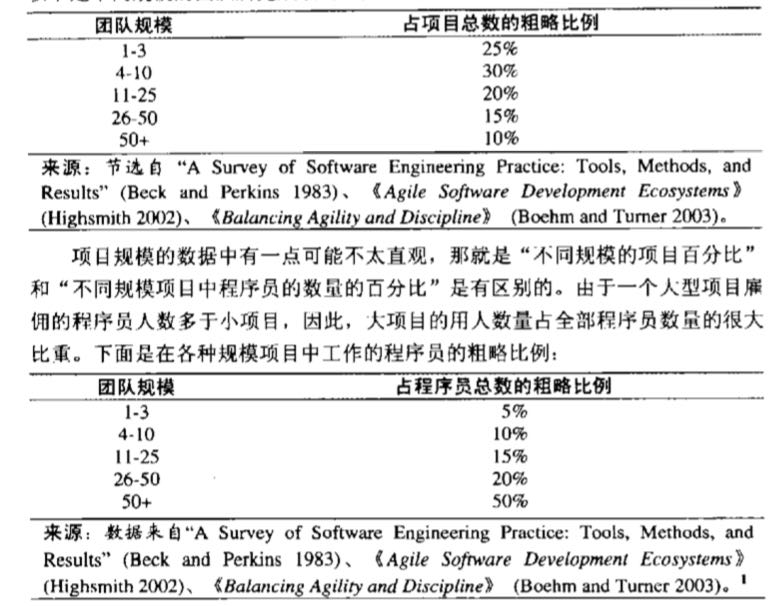 团队规模 占项目总数的粗略比例
1-3 25%
4-10 30%
11-25 20%
26-50 15%
50+ 10%
来源：节选自 “A Survey of Software Engineering Practice: Tools, Methods, and
Results” (Beck and Perkins 1983)、《Agile Software Development Ecosystems》
(Highsmith 2002)、《Balancing Agility and Discipline》 (Boehm and Turner 2003)。
项目规模的数据中有一点可能不太直观，那就是“不同规模的项目百分比”
和“不同规模项目中程序员的数量的百分比”是有区别的。由于一个大型项目雇
佣的程序员人数多于小项目，因此，大项目的用人数量占全部程序员数量的很大
比重。下面是在各种规模项目中工作的程序员的粗略比例：
团队规模 占程序员总数的粗略比例
1-3 5%
4-10 10%
11-25 15%
26-50 20%
50+ 50%
来源：数据来自“A Survey of Software Engineering Practice: Tools, Methods, and
Results” (Beck and Perkins 1983)、《Agile Software Development Ecosystems》
(Highsmith 2002)、《Balancing Agility and Discipline》 (Boehm and Turner 2003)。1